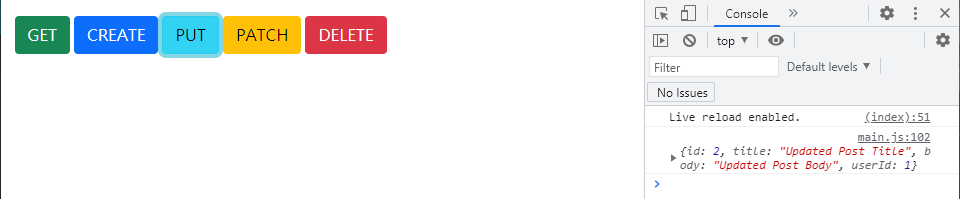 GET CREATE PUT PATCH DELETE
Console
top
Filter Default levels
No Issues
Live reload enabled. (index):51
main.js:102
{id: 2, title: "Updated Post Title", b
ody: "Updated Post Body", userId: 1}